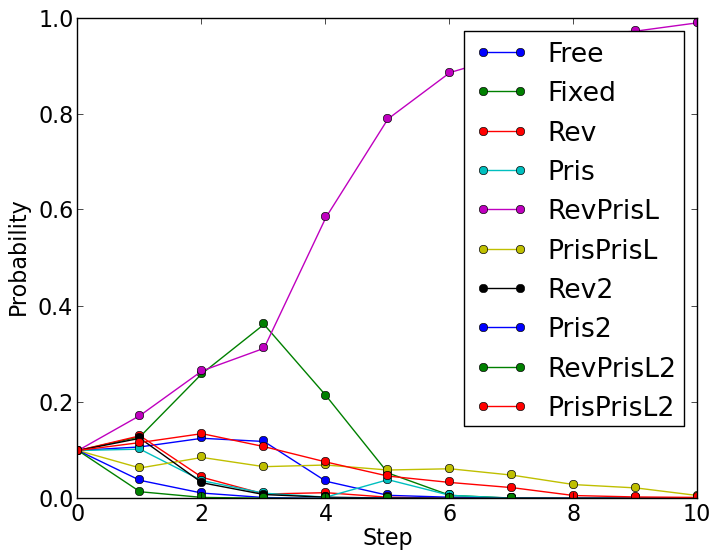 1.0
0.8
0.6
0.4
0.2
0.0
Probability
Free
Fixed
Rev
Pris
RevPrisL
PrisPrisL
Rev2
Pris2
RevPrisL2
PrisPrisL2
0 2 4 6 8 10
Step